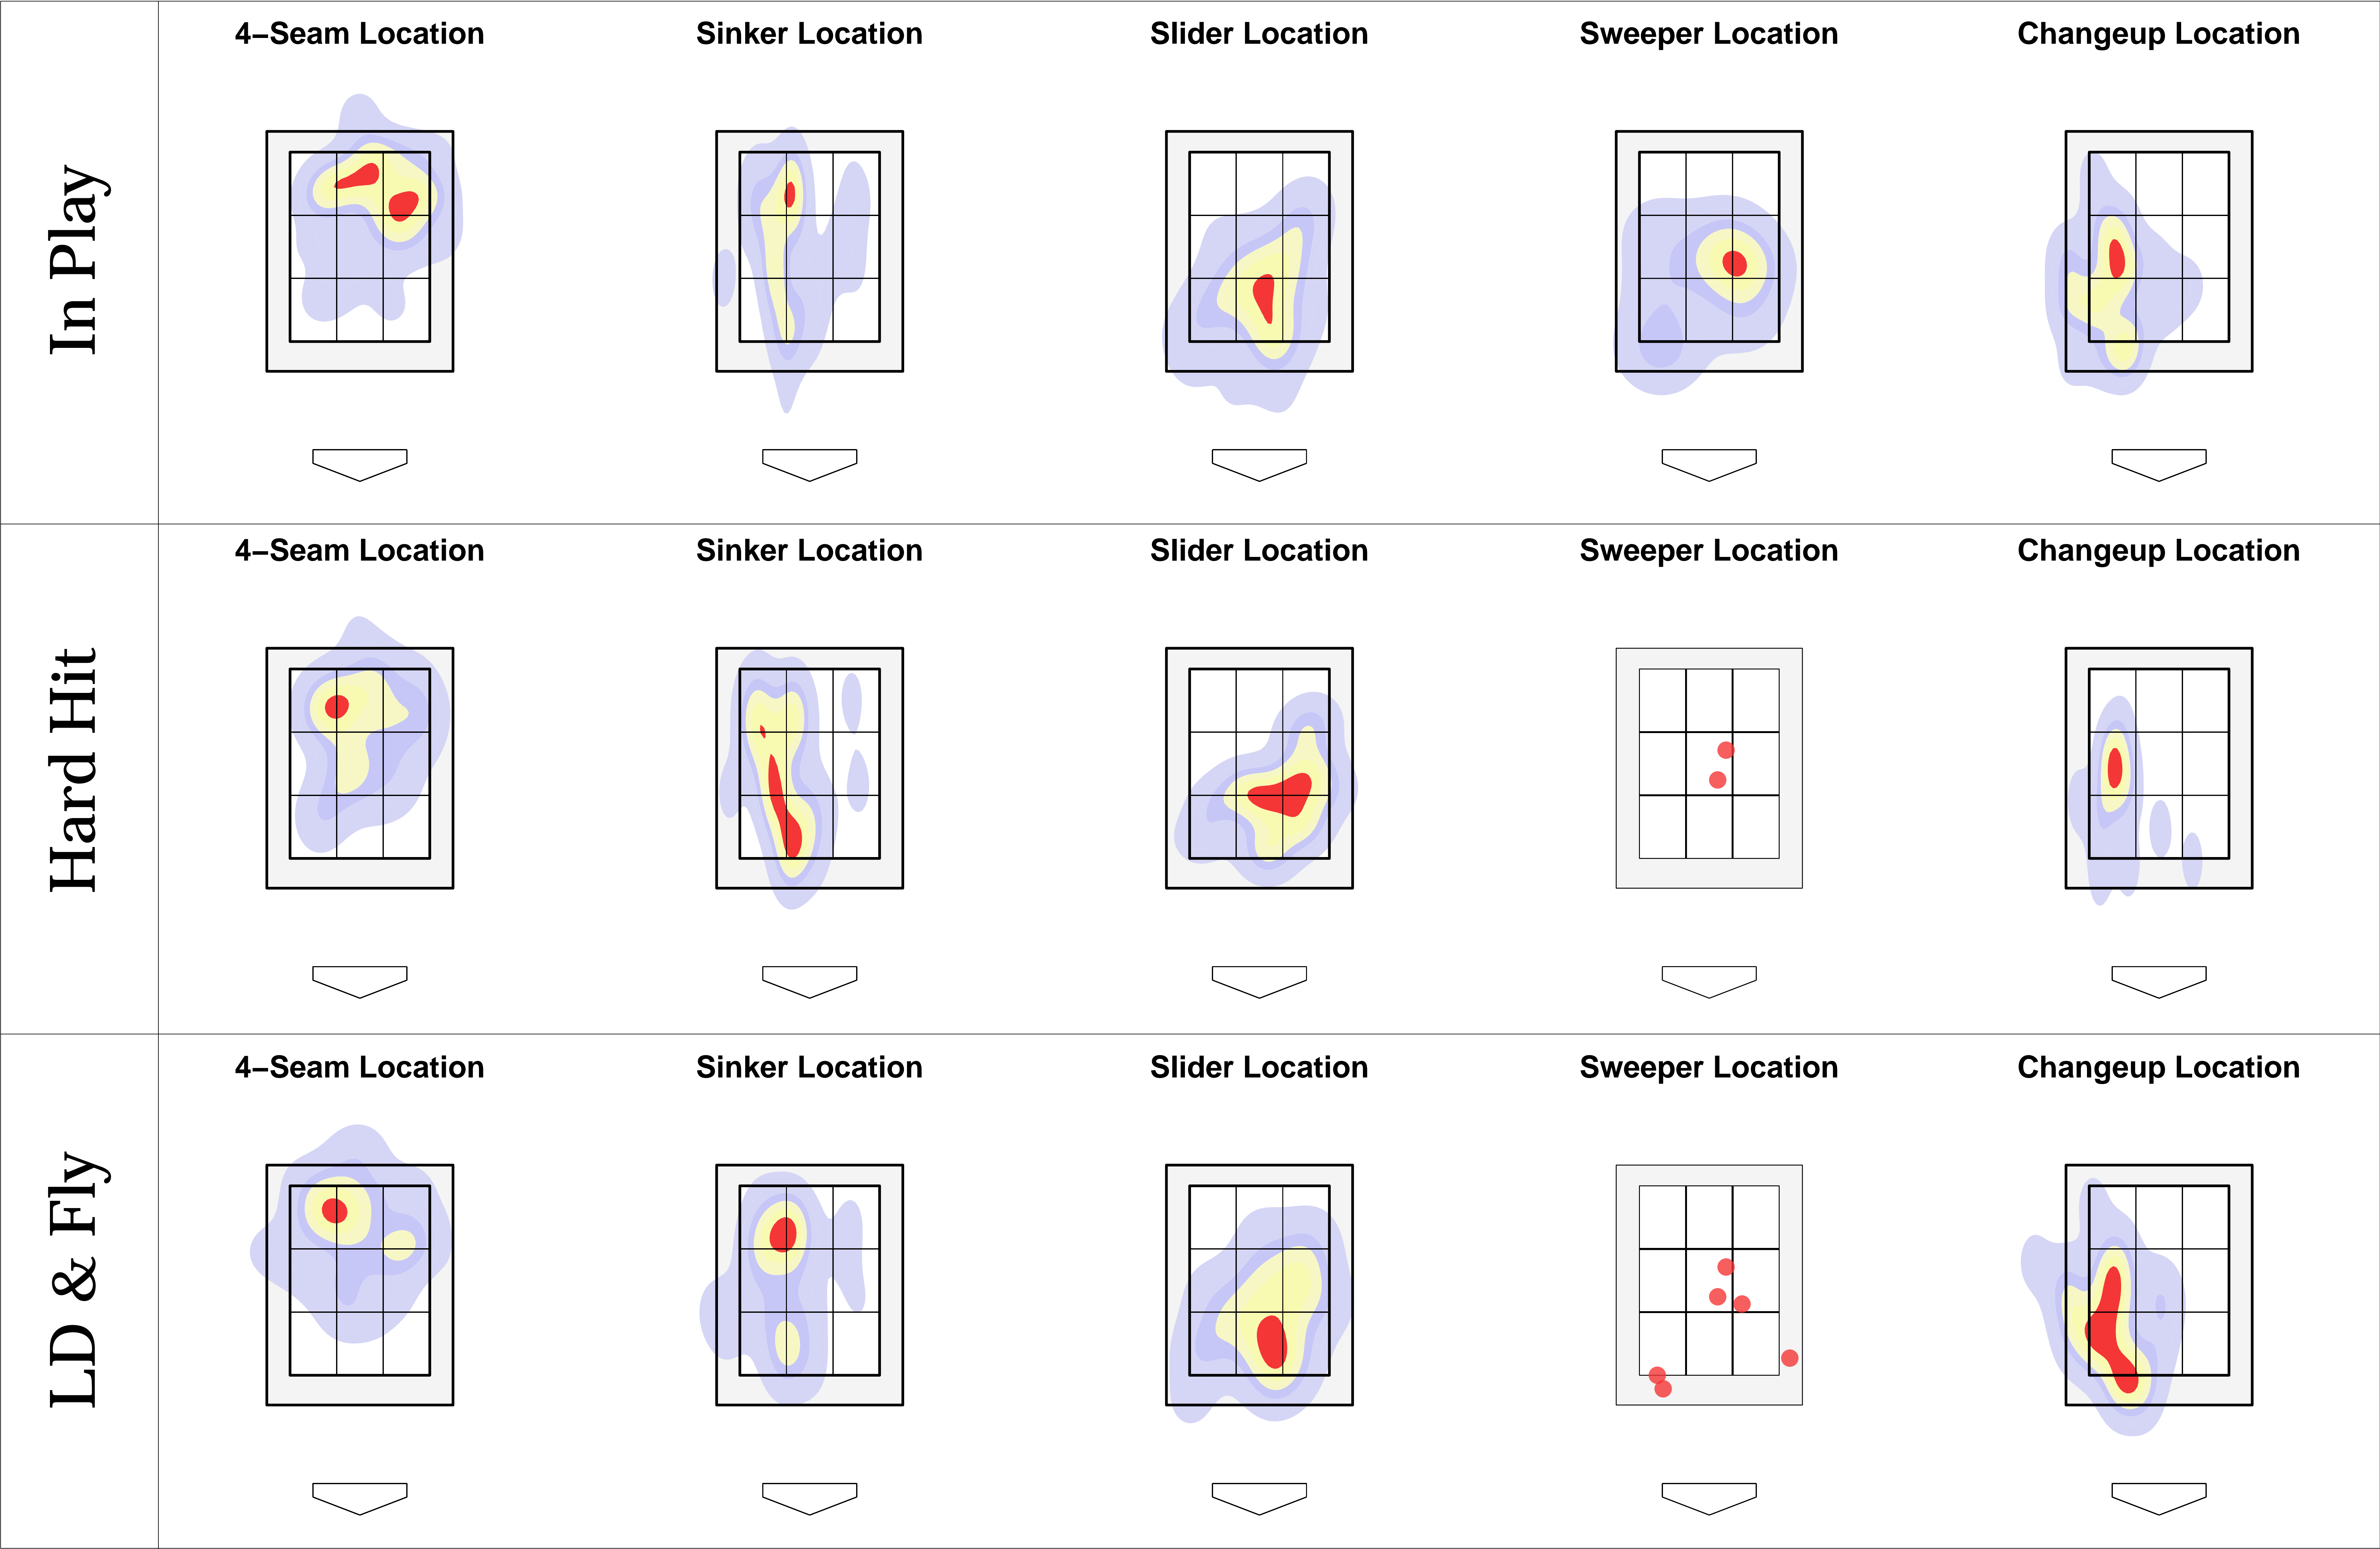 4–Seam Location
Sinker Location
Slider Location
Sweeper Location
Changeup Location
In Play
4–Seam Location
Sinker Location
Slider Location
Sweeper Location
Changeup Location
Hard Hit
4–Seam Location
Sinker Location
Slider Location
Sweeper Location
Changeup Location
LD & Fly